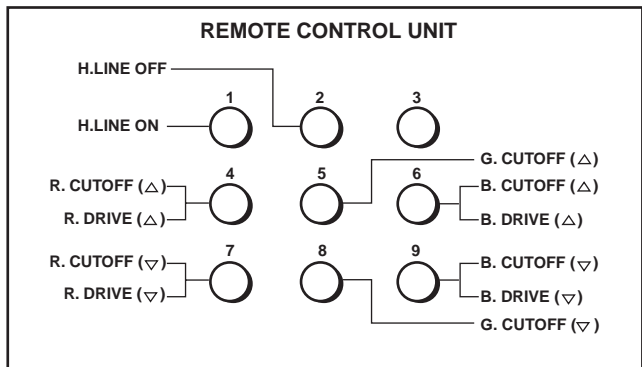 REMOTE CONTROL UNIT
H.LINE OFF
1 2 3
H.LINE ON
G. CUTOFF (△)
4 5 6
R. CUTOFF (△) B. CUTOFF (△)
R. DRIVE (△) B. DRIVE (△)
7 8 9
R. CUTOFF (▽) B. CUTOFF (▽)
R. DRIVE (▽) B. DRIVE (▽)
G. CUTOFF (▽)